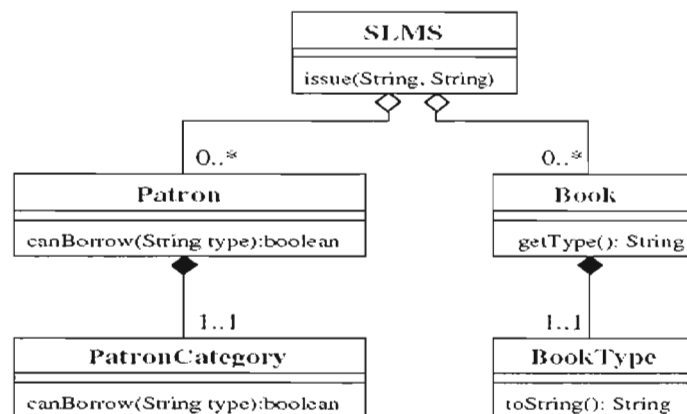 SLMS
issue(String, String)
0..*
0..*
Patron
Book
canBorrow(String type):boolean
getType(): String
1..1
1..1
PatronCategory
BookType
canBorrow(String type):boolean
toString(): String